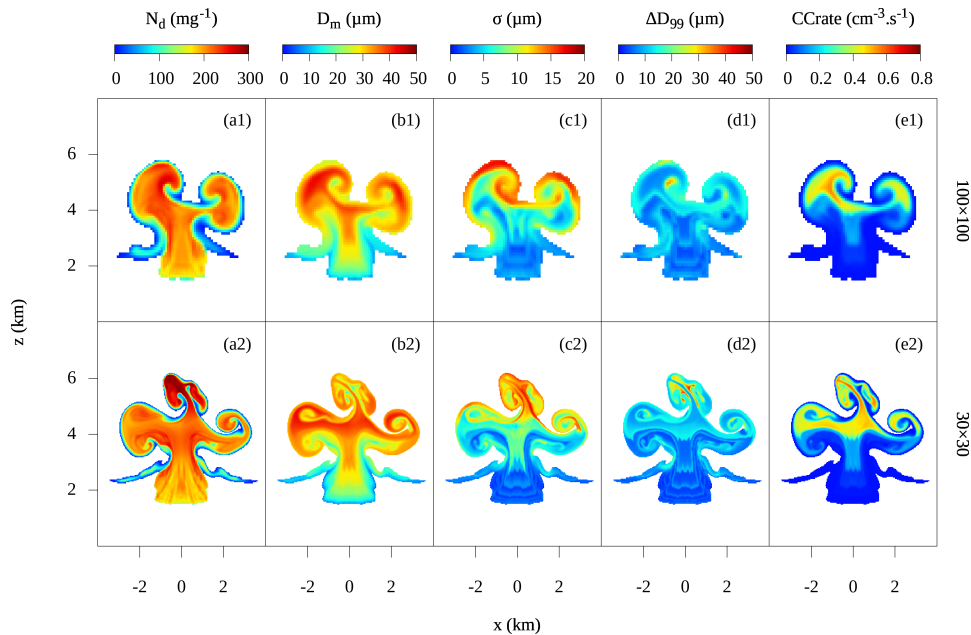 N_d (mg^-1) D_m (µm) σ (µm) ΔD_99 (µm) CCrate (cm^-3.s^-1)
0 100 200 300 0 10 20 30 40 50 0 5 10 15 20 0 10 20 30 40 50 0 0.2 0.4 0.6 0.8
(a1) (b1) (c1) (d1) (e1)
6
4
2
100×100
z (km)
(a2) (b2) (c2) (d2) (e2)
6
4
2
30×30
-2 0 2 -2 0 2 -2 0 2 -2 0 2 -2 0 2
x (km)